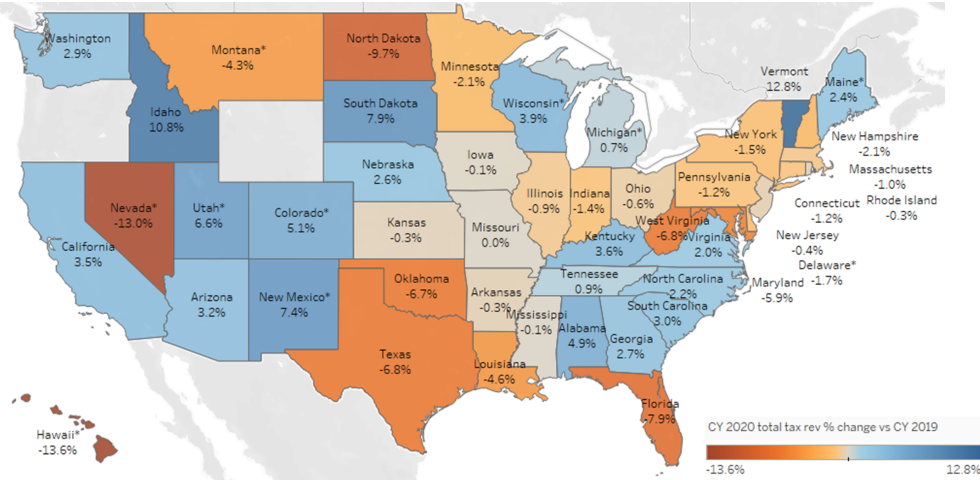 Washington
2.9%
Montana*
-4.3%
North Dakota
-9.7%
Minnesota
-2.1%
Idaho
10.8%
South Dakota
7.9%
Wisconsin*
3.9%
Michigan*
0.7%
Vermont
12.8%
Maine*
2.4%
New York
-1.5%
New Hampshire
-2.1%
Massachusetts
-1.0%
Rhode Island
-0.3%
Connecticut
-1.2%
New Jersey
-0.4%
Delaware*
-1.7%
Maryland
-5.9%
Nebraska
2.6%
Iowa
-0.1%
Illinois
-0.9%
Indiana
-1.4%
Ohio
-0.6%
Pennsylvania
-1.2%
Nevada*
-13.0%
Utah*
6.6%
Colorado*
5.1%
Kansas
-0.3%
Missouri
0.0%
West Virginia
-6.8%
Virginia
2.0%
Kentucky
3.6%
California
3.5%
Arizona
3.2%
New Mexico*
7.4%
Oklahoma
-6.7%
Arkansas
-0.3%
Tennessee
0.9%
North Carolina
2.2%
South Carolina
3.0%
Mississippi
-0.1%
Alabama
4.9%
Georgia
2.7%
Texas
-6.8%
Louisiana
-4.6%
Florida
-7.9%
Hawaii*
-13.6%
CY 2020 total tax rev % change vs CY 2019
-13.6% 12.8%